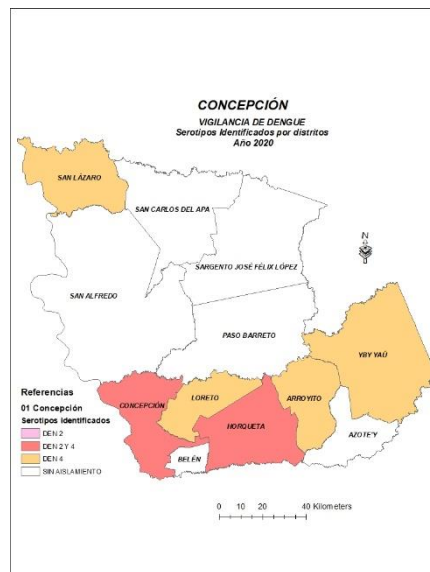 CONCEPCIÓN
VIGILANCIA DE DENGUE
Serotipos Identificados por distritos
Año 2020
SAN LÁZARO
SAN CARLOS DEL APA
N
SARGENTO JOSÉ FÉLIX LÓPEZ
SAN ALFREDO
PASO BARRETO
YBY YAÚ
CONCEPCIÓN
LORETO
ARROYITO
HORQUETA
AZOTE'Y
BELÉN
Referencias
01 Concepción
Serotipos identificados
DEN 2
DEN 2 Y 4
DEN 4
SIN AISLAMIENTO
0 10 20 40 Kilometers